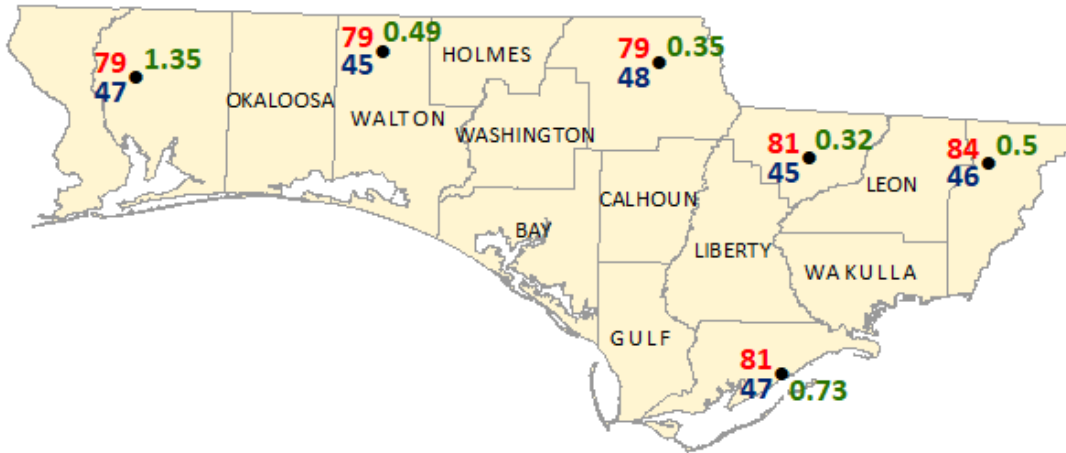 79 1.35
47
OKALOOSA
79 0.49
45
WALTON
HOLMES
WASHINGTON
79 0.35
48
BAY
CALHOUN
GULF
LIBERTY
81 0.32
45
LEON
84 0.5
46
WAKULLA
81
47 0.73